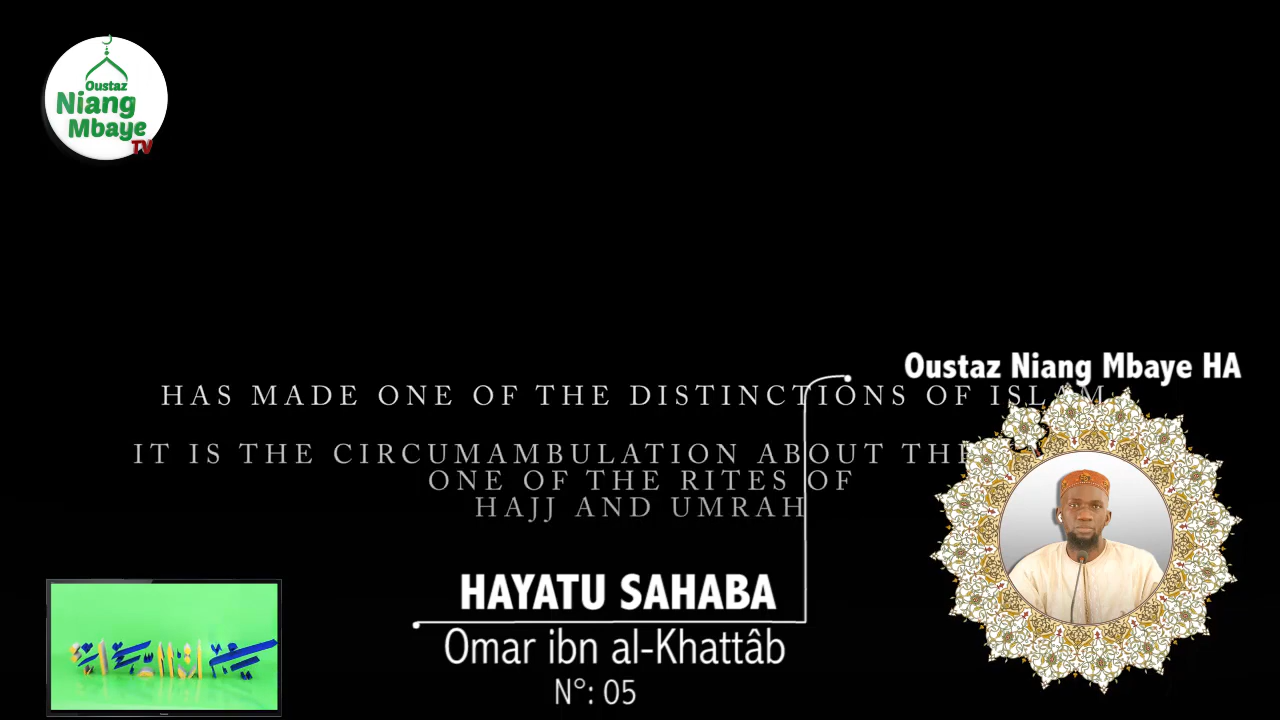 Oustaz
Niang
Mbaye
TV
Oustaz Niang Mbaye HA
HAS MADE ONE OF THE DISTINCTIONS OF ISLAM
IT IS THE CIRCUMAMBULATION ABOUT THE
ONE OF THE RITES OF
HAJJ AND UMRAH
HAYATU SAHABA
Omar ibn al-Khattâb
N°: 05